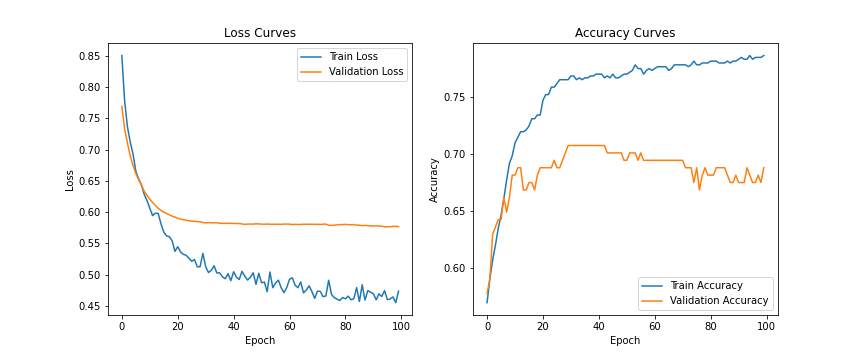 Loss Curves
Loss
0.85
0.80
0.75
0.70
0.65
0.60
0.55
0.50
0.45
0
20
40
60
80
100
Epoch
Train Loss
Validation Loss
Accuracy Curves
Accuracy
0.75
0.70
0.65
0.60
0
20
40
60
80
100
Epoch
Train Accuracy
Validation Accuracy